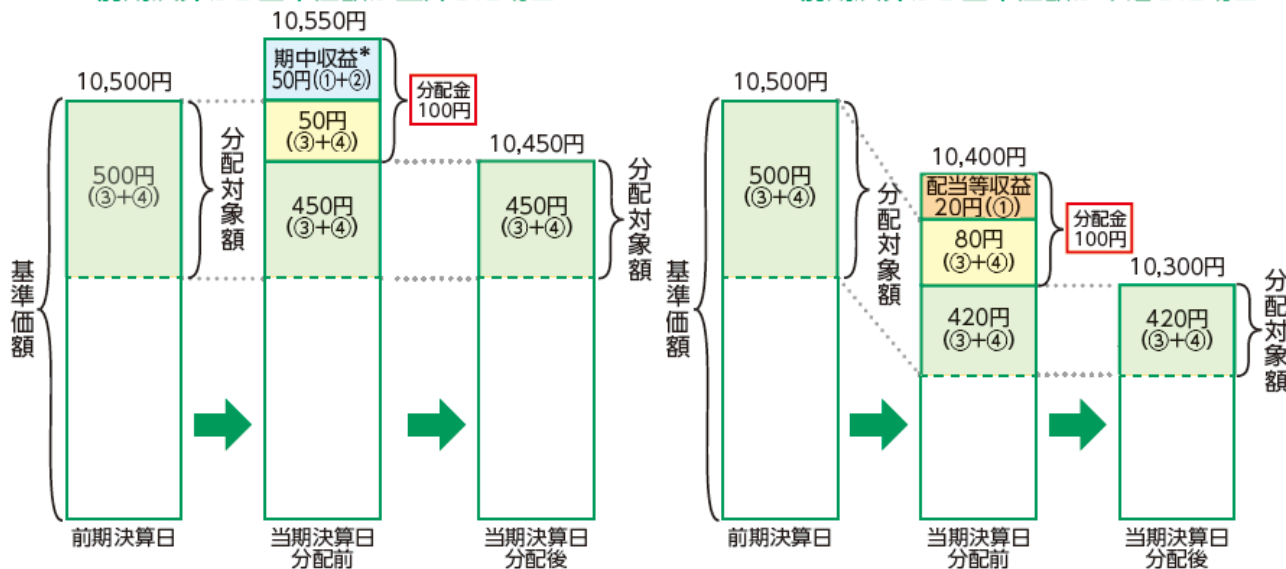 10,550円
期中収益*
50円(①+②)
10,500円
分配金
100円
50円
(③+④)
10,450円
500円
(③+④)
分配対象額
450円
(③+④)
450円
(③+④)
分配対象額
基準価額
前期決算日
当期決算日
分配前
当期決算日
分配後
10,500円
10,400円
500円
(③+④)
分配対象額
配当等収益
20円(①)
分配金
100円
80円
(③+④)
10,300円
420円
(③+④)
420円
(③+④)
分配対象額
基準価額
前期決算日
当期決算日
分配前
当期決算日
分配後